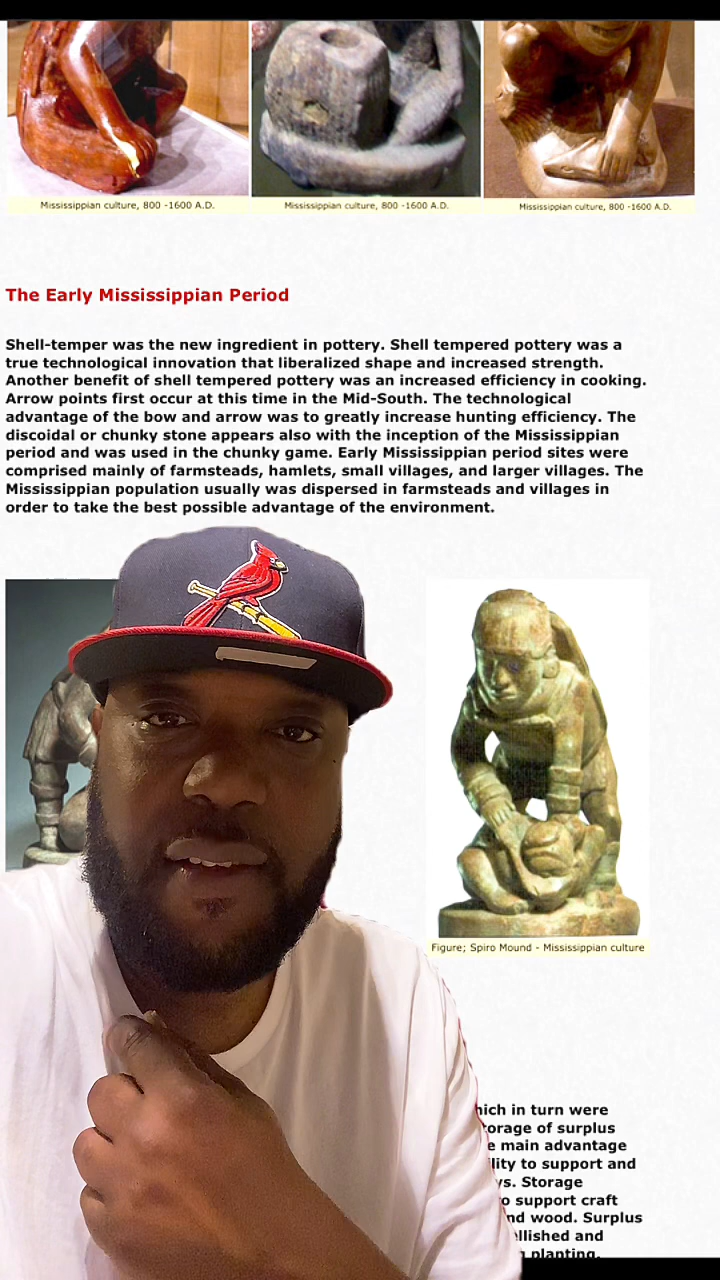 Mississippian culture, 800 -1600 A.D.
Mississippian culture, 800 -1600 A.D.
Mississippian culture, 800 -1600 A.D.
The Early Mississippian Period
Shell-temper was the new ingredient in pottery. Shell tempered pottery was a
true technological innovation that liberalized shape and increased strength.
Another benefit of shell tempered pottery was an increased efficiency in cooking.
Arrow points first occur at this time in the Mid-South. The technological
advantage of the bow and arrow was to greatly increase hunting efficiency. The
discoidal or chunky stone appears also with the inception of the Mississippian
period and was used in the chunky game. Early Mississippian period sites were
comprised mainly of farmsteads, hamlets, small villages, and larger villages. The
Mississippian population usually was dispersed in farmsteads and villages in
order to take the best possible advantage of the environment.
Figure; Spiro Mound - Mississippian culture
in turn were
of surplus
main advantage
to support and
Storage
support craft
wood. Surplus
and
planting.